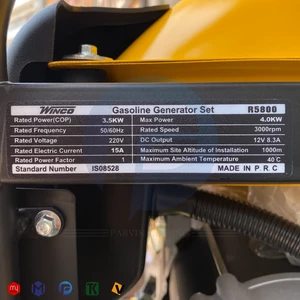 WINCO Gasoline Generator Set R5800
Rated Power(COP) 3.5KW Max Power 4.0KW
Rated Frequency 50/60Hz Rated Speed 3000rpm
Rated Voltage 220V DC Output 12V 8.3A
Rated Electric Current 15A Maximum Site Altitude of Installation 1000m
Rated Power Factor 1 Maximum Ambient Temperature 40℃
Standard Number ISO8528 MADE IN P.R.C